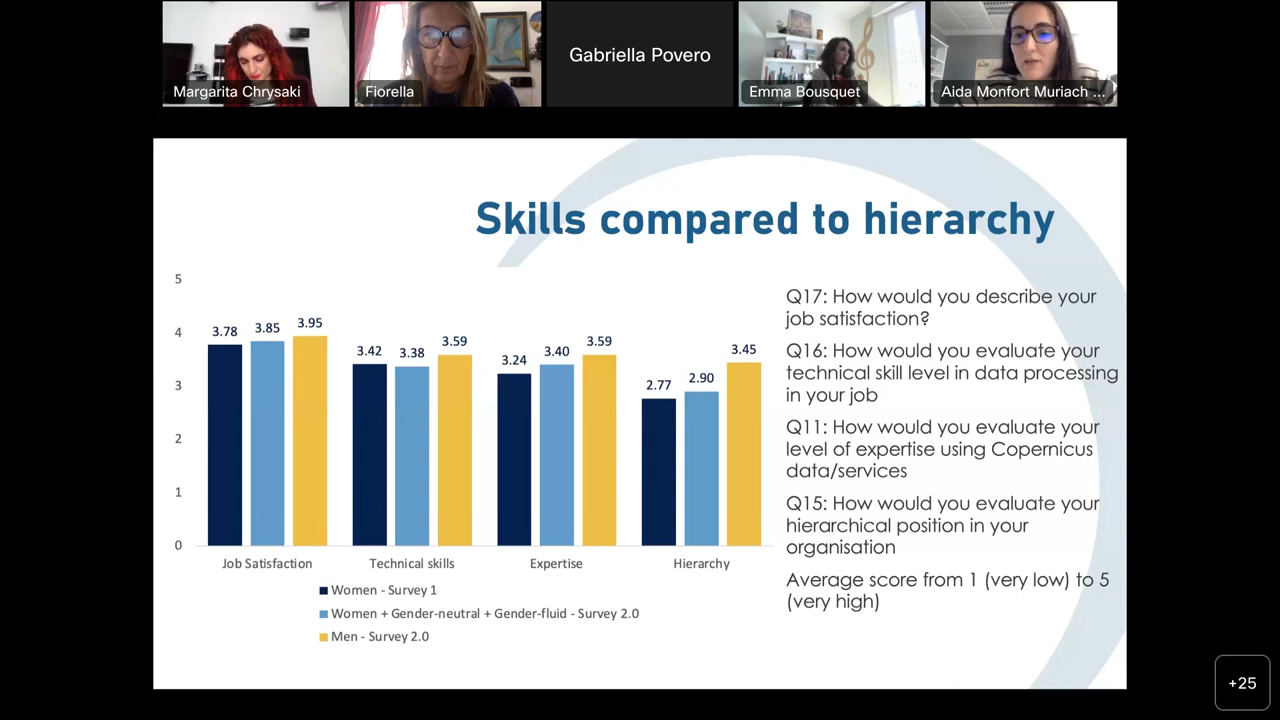 Margarita Chrysaki
Fiorella
Gabriella Povero
Emma Bousquet
Aida Monfort Muriach ...
Skills compared to hierarchy
5
4
3
2
1
0
3.78
3.85
3.95
3.42
3.38
3.59
3.24
3.40
3.59
2.77
2.90
3.45
Job Satisfaction
Technical skills
Expertise
Hierarchy
Women - Survey 1
Women + Gender-neutral + Gender-fluid - Survey 2.0
Men - Survey 2.0
Q17: How would you describe your
job satisfaction?
Q16: How would you evaluate your
technical skill level in data processing
in your job
Q11: How would you evaluate your
level of expertise using Copernicus
data/services
Q15: How would you evaluate your
hierarchical position in your
organisation
Average score from 1 (very low) to 5
(very high)
+25